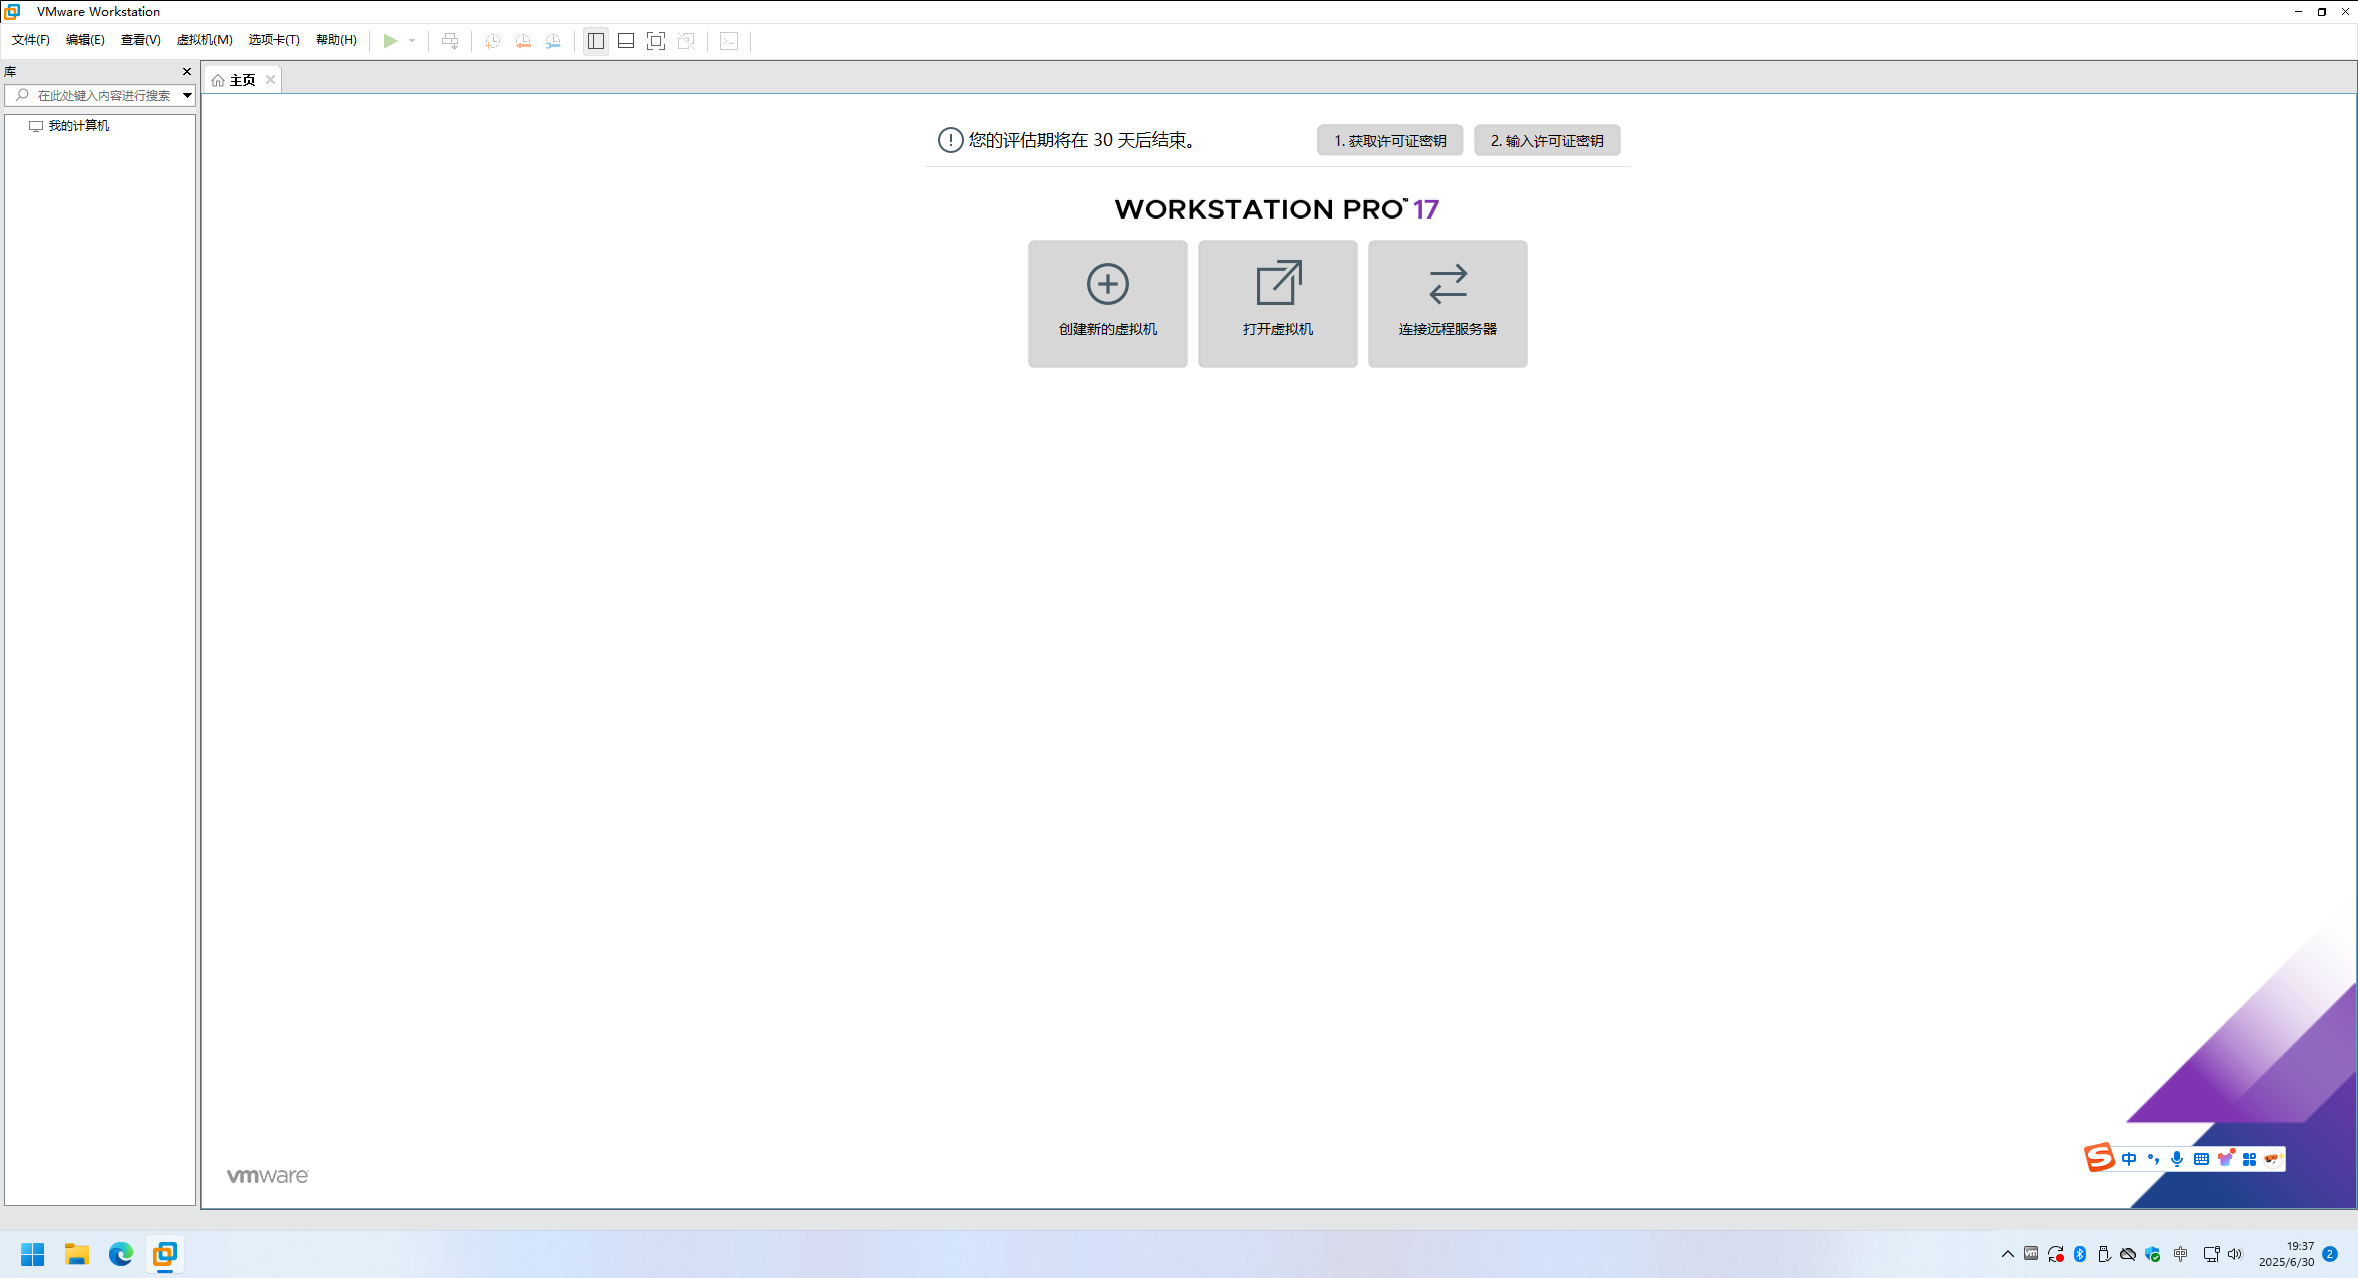 VMware Workstation
文件(F) 编辑(E) 查看(V) 虚拟机(M) 选项卡(T) 帮助(H)
库
在此处键入内容进行搜索
我的计算机
主页
您的评估期将在 30 天后结束。
1. 获取许可证密钥
2. 输入许可证密钥
WORKSTATION PRO™ 17
创建新的虚拟机
打开虚拟机
连接远程服务器
vmware
中
中
19:37
2025/6/30
2